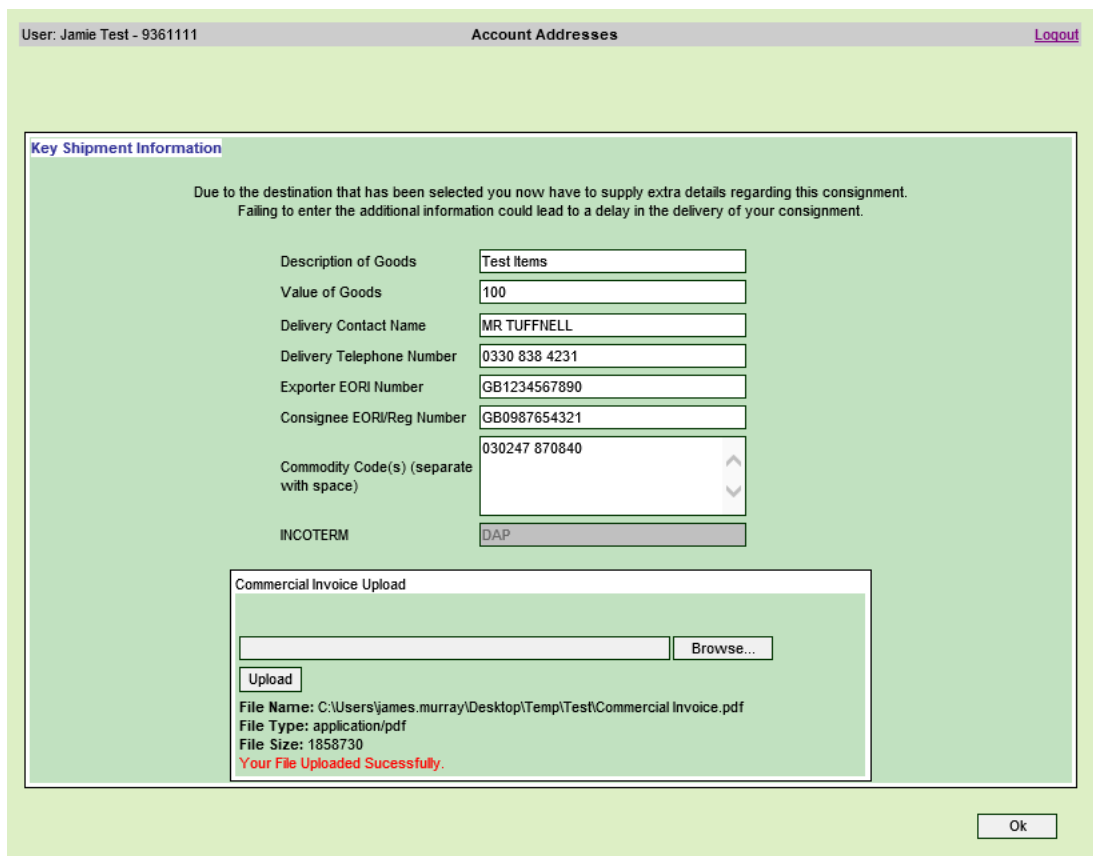 User: Jamie Test - 9361111 Account Addresses Logout
Key Shipment Information
Due to the destination that has been selected you now have to supply extra details regarding this consignment.
Failing to enter the additional information could lead to a delay in the delivery of your consignment.
Description of Goods Test Items
Value of Goods 100
Delivery Contact Name MR TUFFNELL
Delivery Telephone Number 0330 838 4231
Exporter EORI Number GB1234567890
Consignee EORI/Reg Number GB0987654321
Commodity Code(s) (separate with space) 030247 870840
INCOTERM DAP
Commercial Invoice Upload
Browse...
Upload
File Name: C:\Users\james.murray\Desktop\Temp\Test\Commercial Invoice.pdf
File Type: application/pdf
File Size: 1858730
Your File Uploaded Sucessfully.
Ok